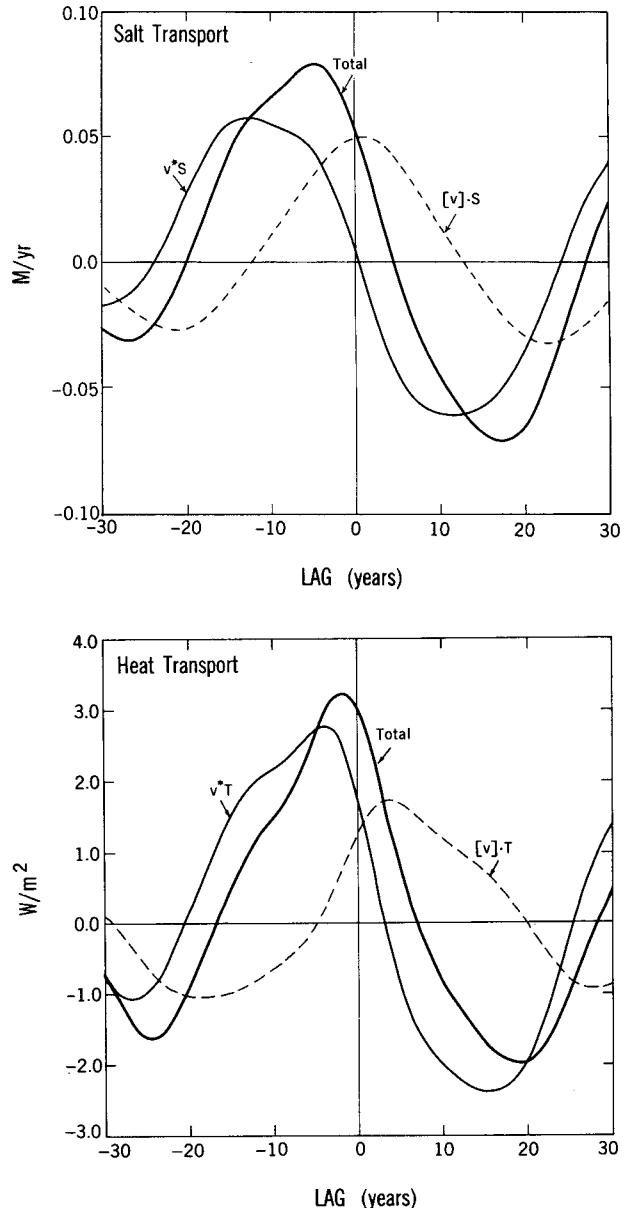 Salt Transport
0.10
0.05
0.0
-0.05
-0.10
M/yr
Total
v*S
[v]·S
-30
-20
-10
0
10
20
30
LAG (years)
Heat Transport
4.0
3.0
2.0
1.0
0.0
-1.0
-2.0
-3.0
W/m²
Total
v*T
[v]·T
-30
-20
-10
0
10
20
30
LAG (years)